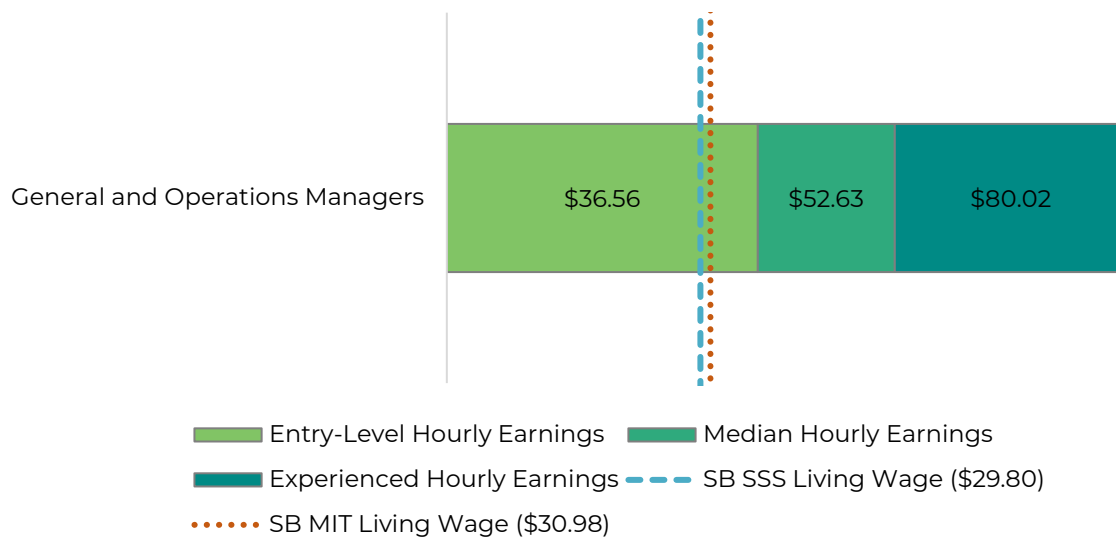 General and Operations Managers $36.56 $52.63 $80.02
Entry-Level Hourly Earnings Median Hourly Earnings
Experienced Hourly Earnings SB SSS Living Wage ($29.80)
SB MIT Living Wage ($30.98)